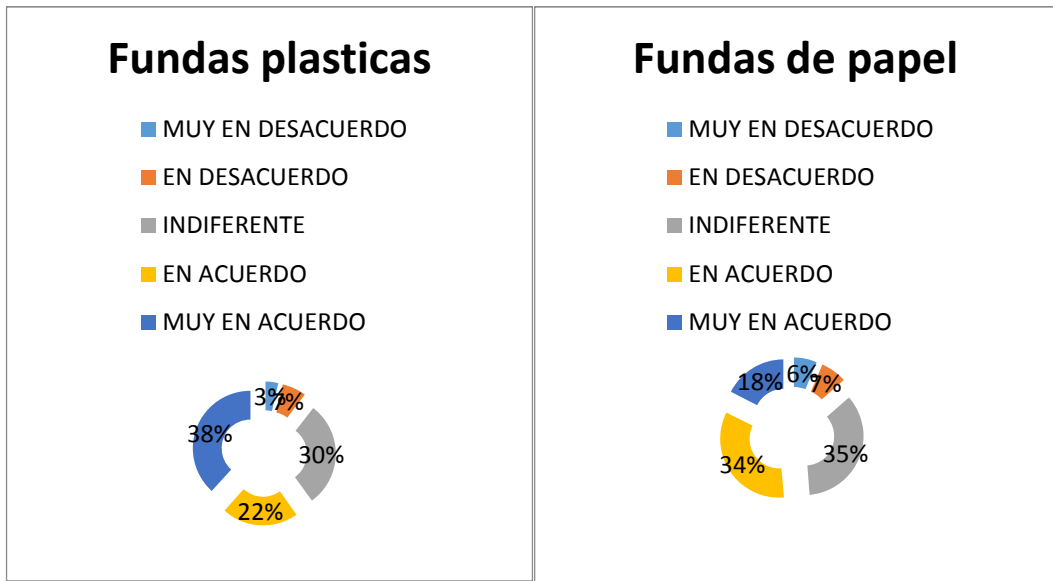 Fundas plasticas
MUY EN DESACUERDO
EN DESACUERDO
INDIFERENTE
EN ACUERDO
MUY EN ACUERDO
3%
7%
38%
30%
22%
Fundas de papel
MUY EN DESACUERDO
EN DESACUERDO
INDIFERENTE
EN ACUERDO
MUY EN ACUERDO
6%
7%
18%
35%
34%